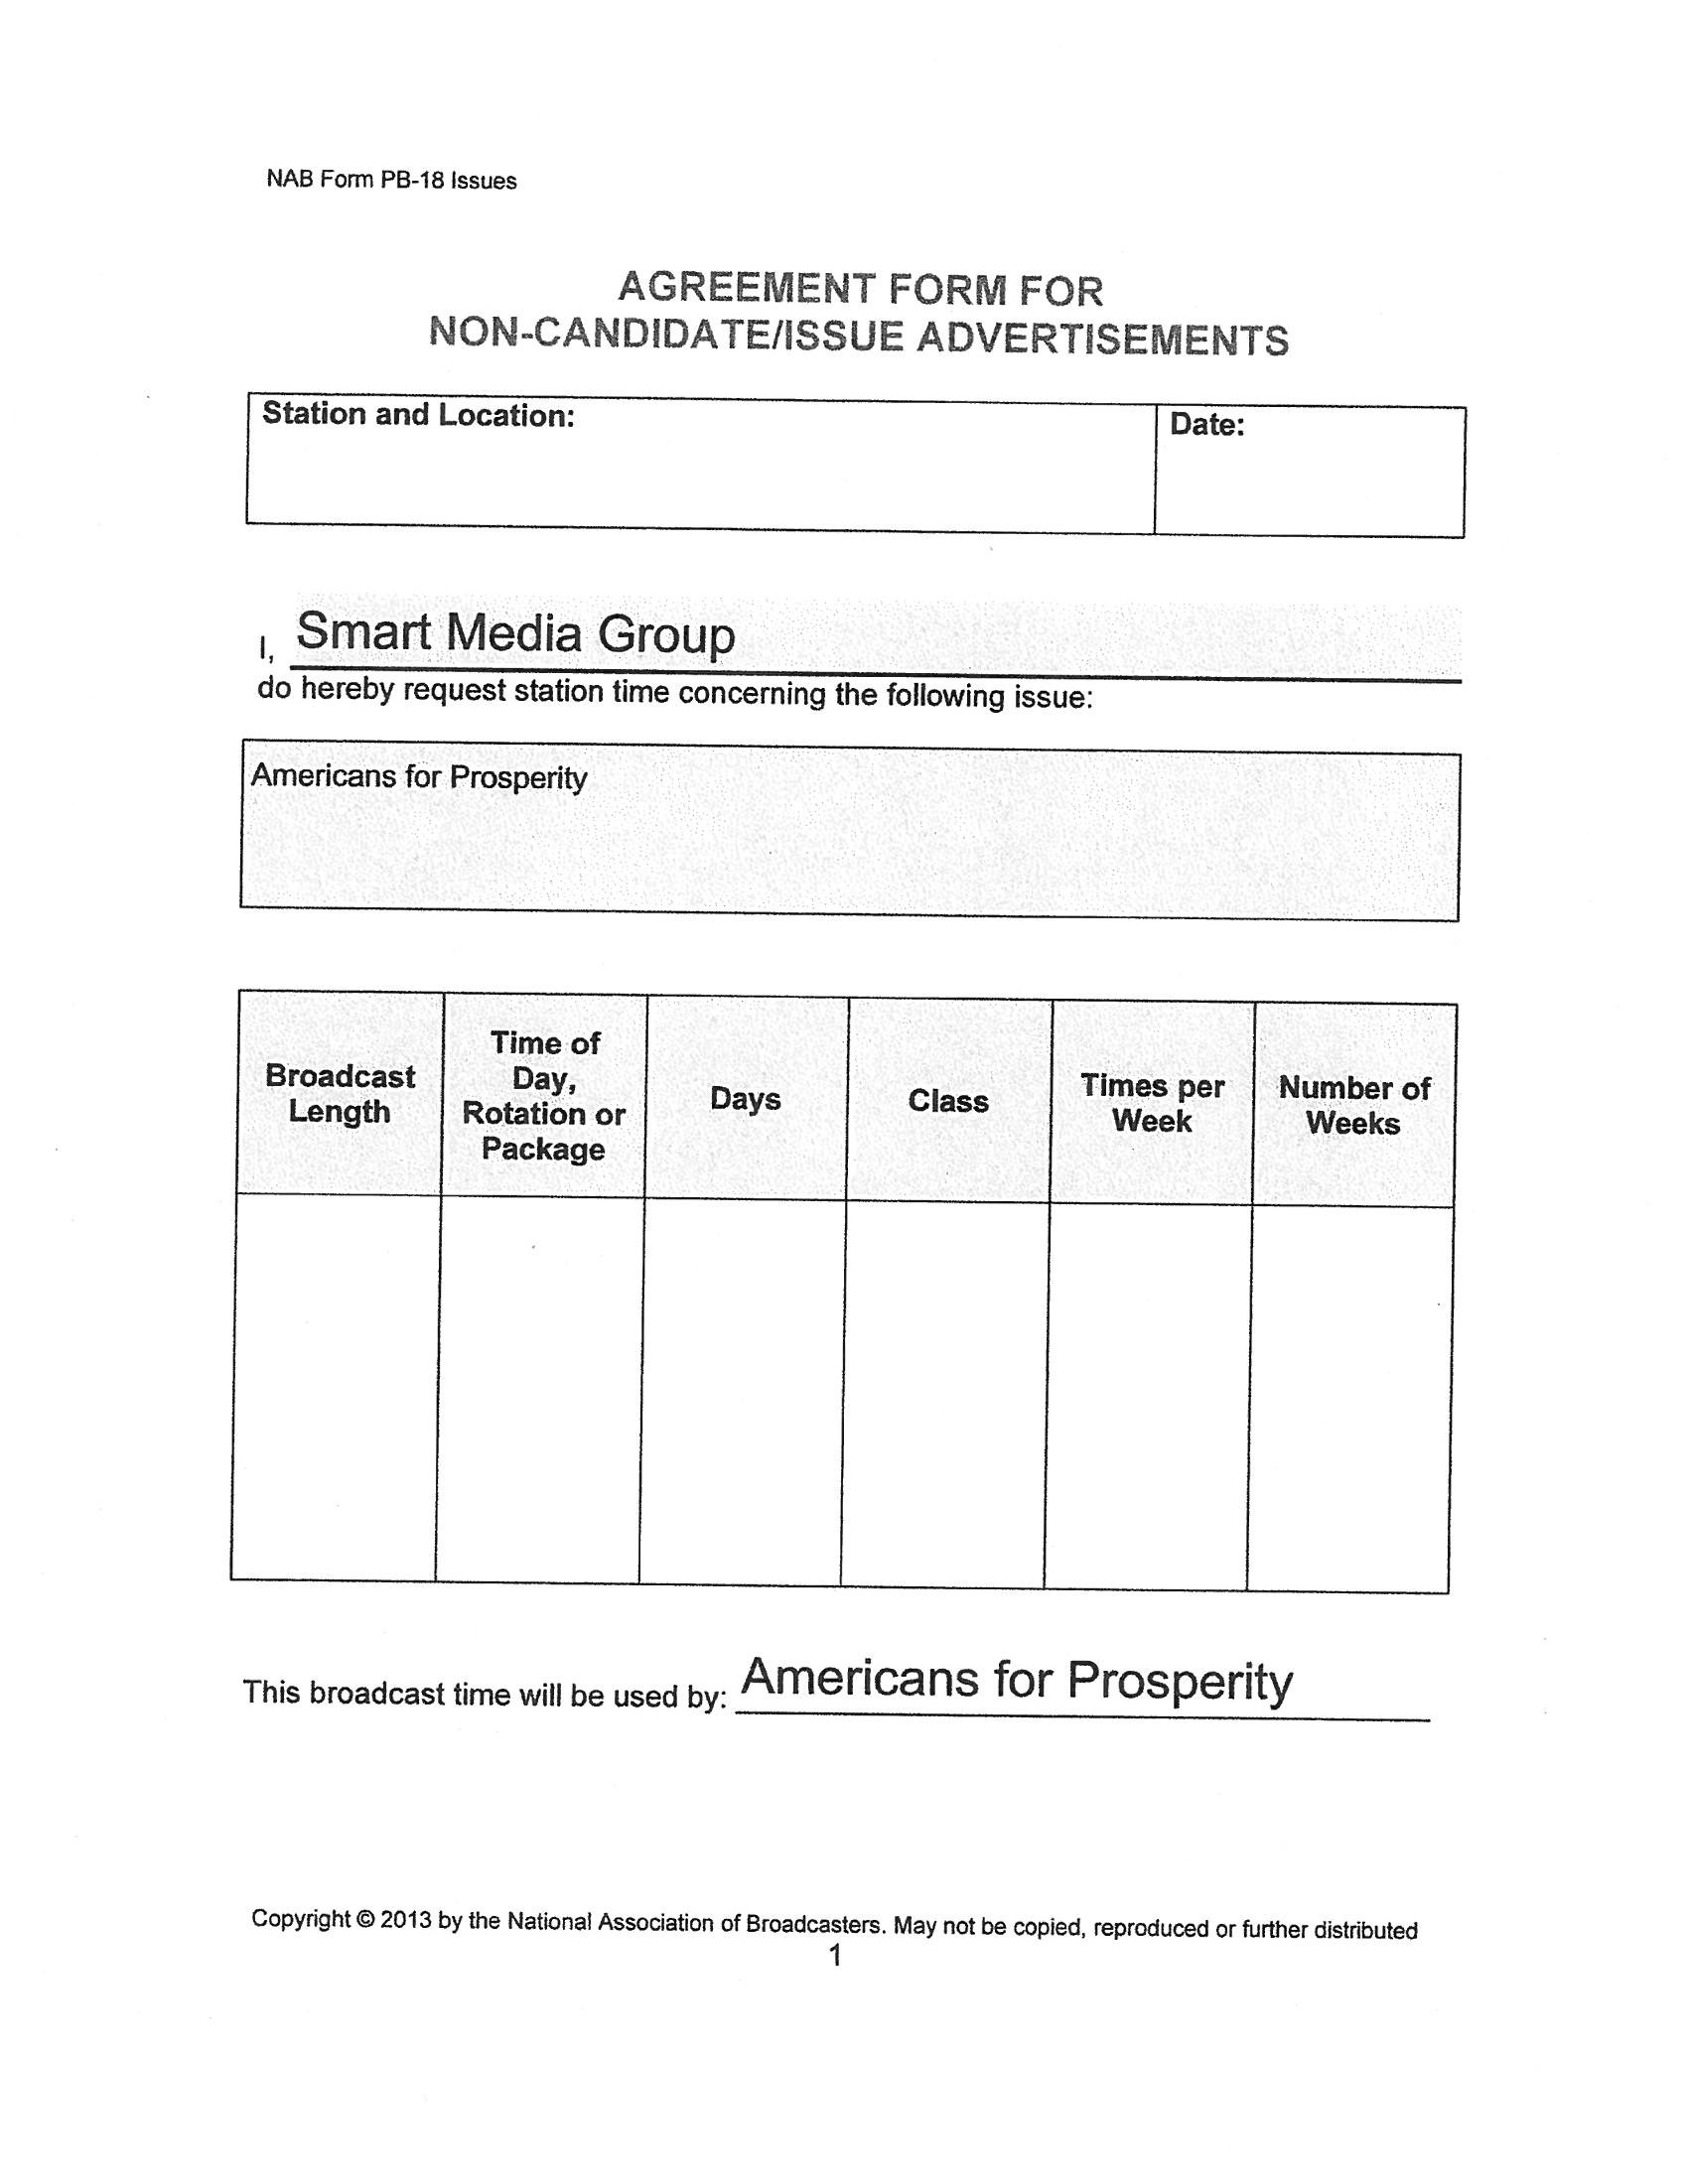 NAB Form PB-18 Issues
AGREEMENT FORM FOR
NON-CANDIDATE/ISSUE ADVERTISEMENTS
Station and Location:
Date:
I, Smart Media Group
do hereby request station time concerning the following issue:
Americans for Prosperity
Broadcast Length
Time of Day, Rotation or Package
Days
Class
Times per Week
Number of Weeks
This broadcast time will be used by: Americans for Prosperity
Copyright © 2013 by the National Association of Broadcasters. May not be copied, reproduced or further distributed
1